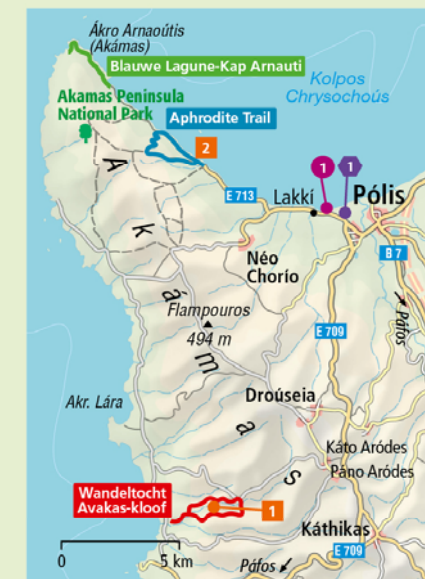 Ákro Arnaoútis
(Akámas)
Blauwe Lagune-Kap Arnauti
Kolpos
Chrysochoús
Akamas Peninsula
National Park
Aphrodite Trail
2
1
1
E 713
Lakkí
Pólis
B 7
Néo
Chorío
Páfos
Flampouros
494 m
E 709
Akámas
Akr. Lára
Droúseia
Káto Aródes
Páno Aródes
Wandeltocht
Avakas-kloof
1
Káthikas
E 709
0
5 km
Páfos